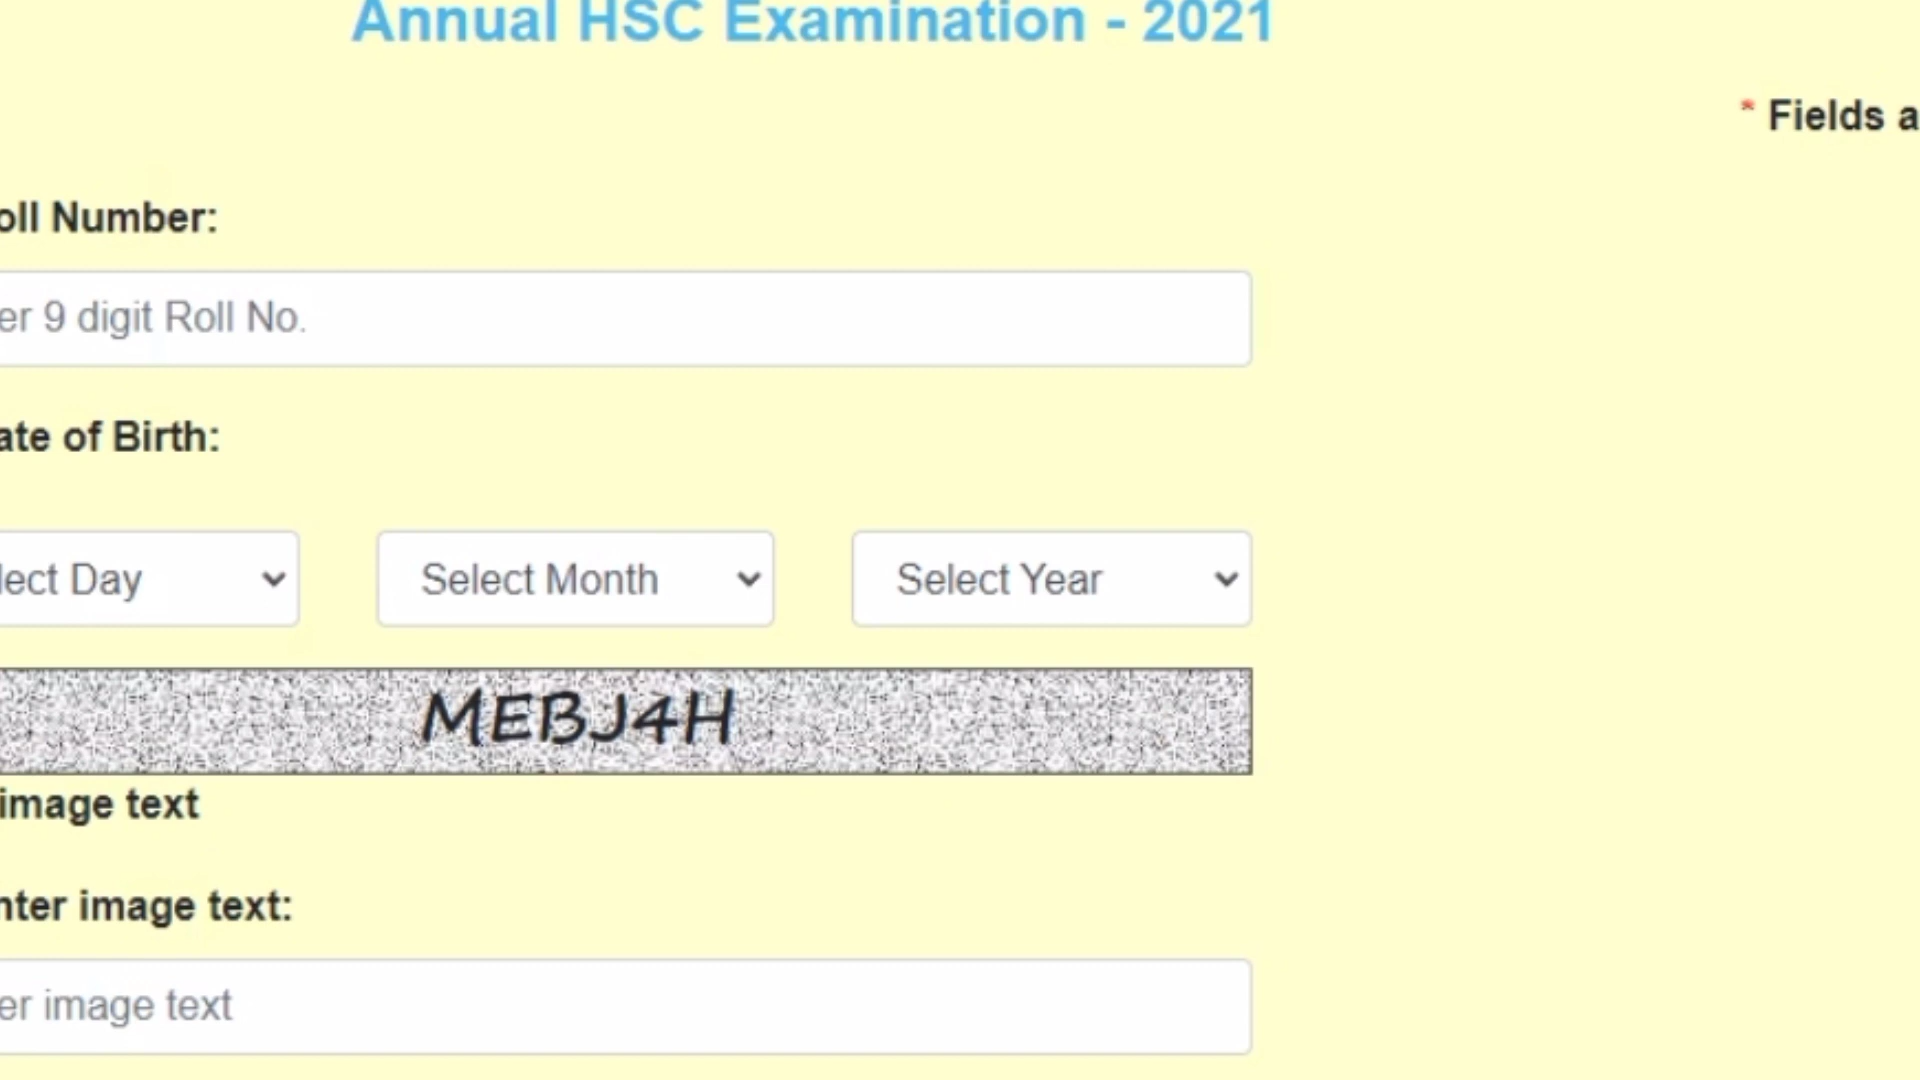 Annual HSC Examination - 2021
* Fields a
oll Number:
er 9 digit Roll No.
ate of Birth:
lect Day Select Month Select Year
MEBJ4H
image text
nter image text:
er image text